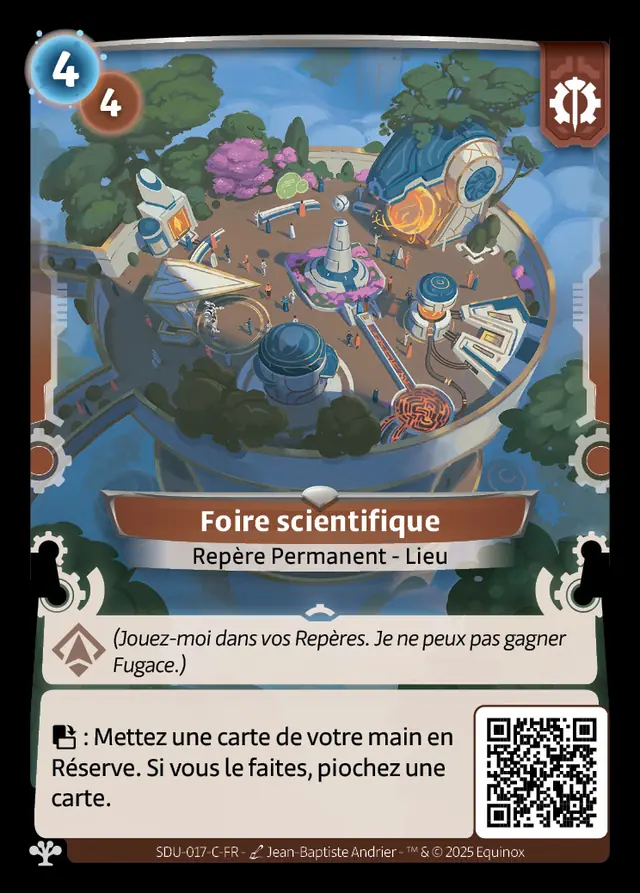 4
4
Foire scientifique
Repère Permanent - Lieu
(Jouez-moi dans vos Repères. Je ne peux pas gagner
Fugace.)
: Mettez une carte de votre main en
Réserve. Si vous le faites, piochez une
carte.
SDU-017-C-FR - Jean-Baptiste Andrier - ™ & © 2025 Equinox